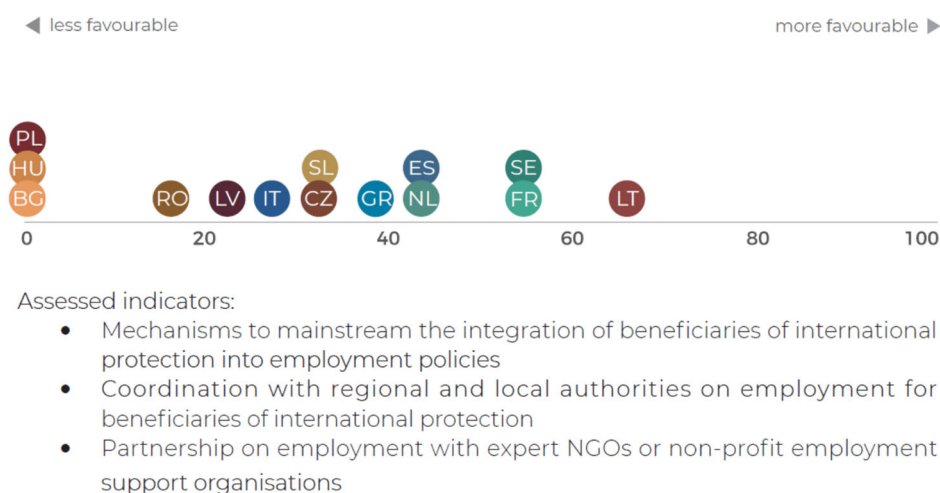 less favourable
more favourable
PL
HU
SL
ES
SE
BG
RO
LV
IT
CZ
GR
NL
FR
LT
0
20
40
60
80
100
Assessed indicators:
• Mechanisms to mainstream the integration of beneficiaries of international
protection into employment policies
• Coordination with regional and local authorities on employment for
beneficiaries of international protection
• Partnership on employment with expert NGOs or non-profit employment
support organisations